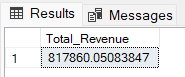 Results Messages
Total_Revenue
1 817860.05083847